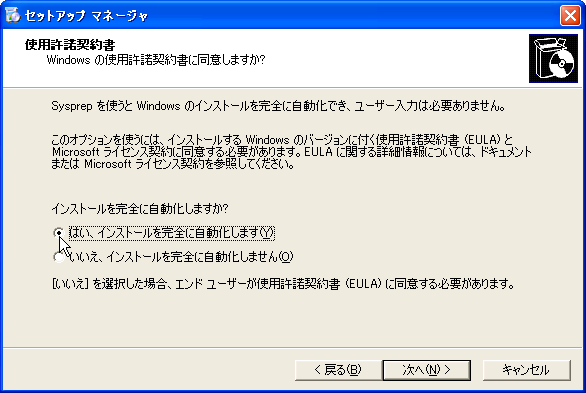 セットアップ マネージャ
使用許諾契約書
Windows の使用許諾契約書に同意しますか?
Sysprep を使うと Windows のインストールを完全に自動化でき、ユーザー入力は必要ありません。
このオプションを使うには、インストールする Windows のバージョンに付く使用許諾契約書 (EULA) と
Microsoft ライセンス契約に同意する必要があります。EULA に関する詳細情報については、ドキュメント
または Microsoft ライセンス契約を参照してください。
インストールを完全に自動化しますか?
はい、インストールを完全に自動化します(Y)
いいえ、インストールを完全に自動化しません(O)
[いいえ] を選択した場合、エンド ユーザーが使用許諾契約書 (EULA) に同意する必要があります。
< 戻る(B) 次へ(N) > キャンセル